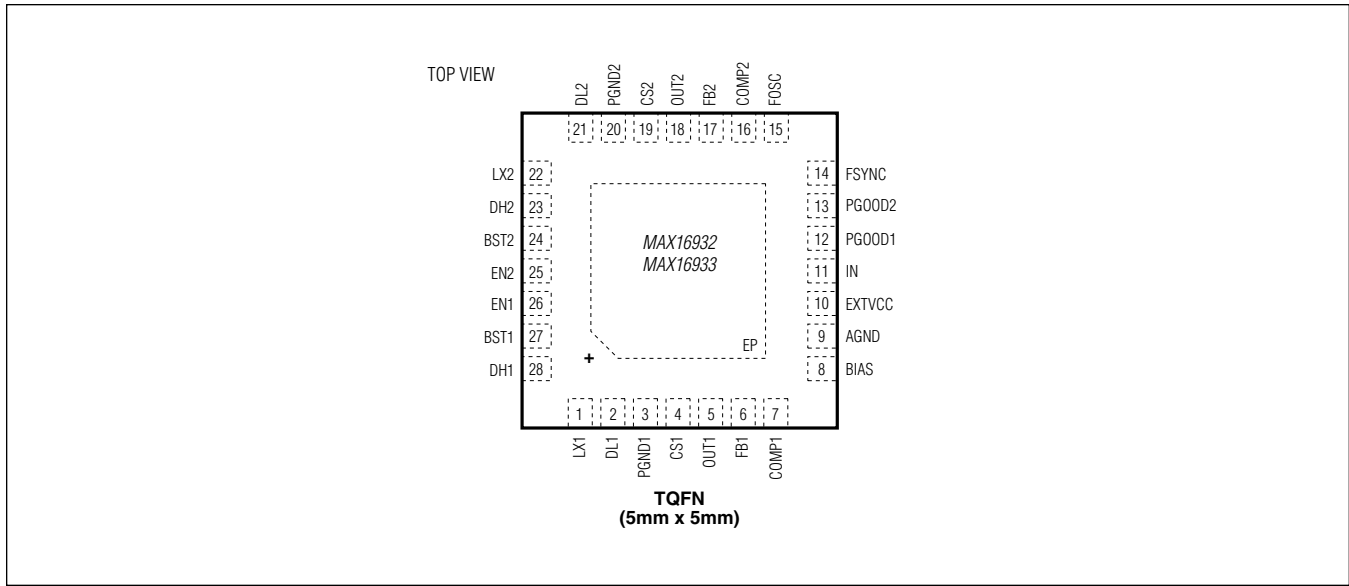 TOP VIEW
DL2 PGND2 CS2 OUT2 FB2 COMP2 FOSC
21 20 19 18 17 16 15
LX2 22 14 FSYNC
DH2 23 13 PGOOD2
BST2 24 MAX16932 12 PGOOD1
EN2 25 MAX16933 11 IN
EN1 26 10 EXTVCC
BST1 27 9 AGND
EP
+
DH1 28 8 BIAS
1 2 3 4 5 6 7
LX1 DL1 PGND1 CS1 OUT1 FB1 COMP1
TQFN
(5mm x 5mm)